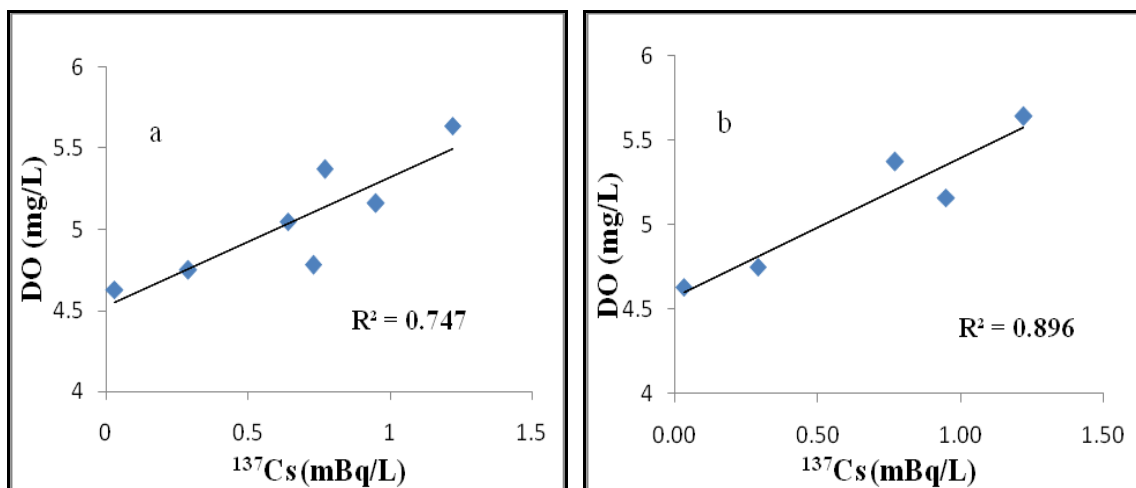 6
5.5
5
4.5
4
DO (mg/L)
a
R² = 0.747
0 0.5 1 1.5
¹³⁷Cs (mBq/L)
6
5.5
5
4.5
4
DO (mg/L)
b
R² = 0.896
0.00 0.50 1.00 1.50
¹³⁷Cs (mBq/L)